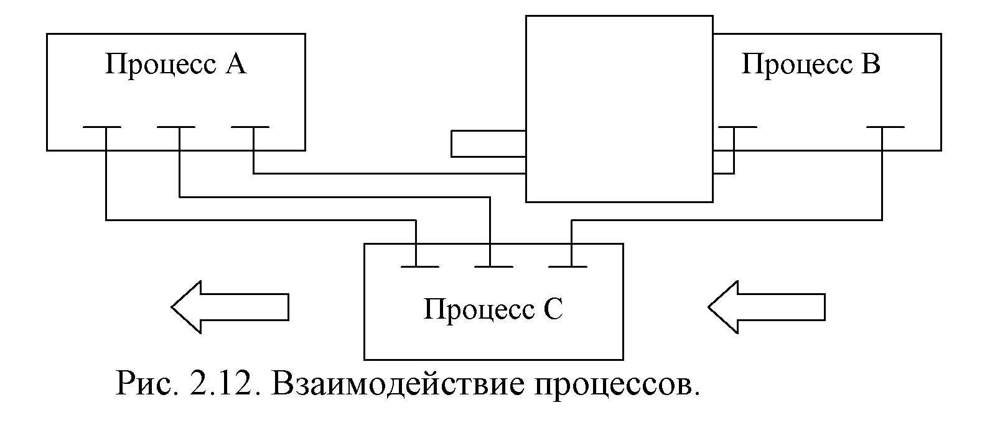 Процесс A
Процесс B
Процесс C
Рис. 2.12. Взаимодействие процессов.